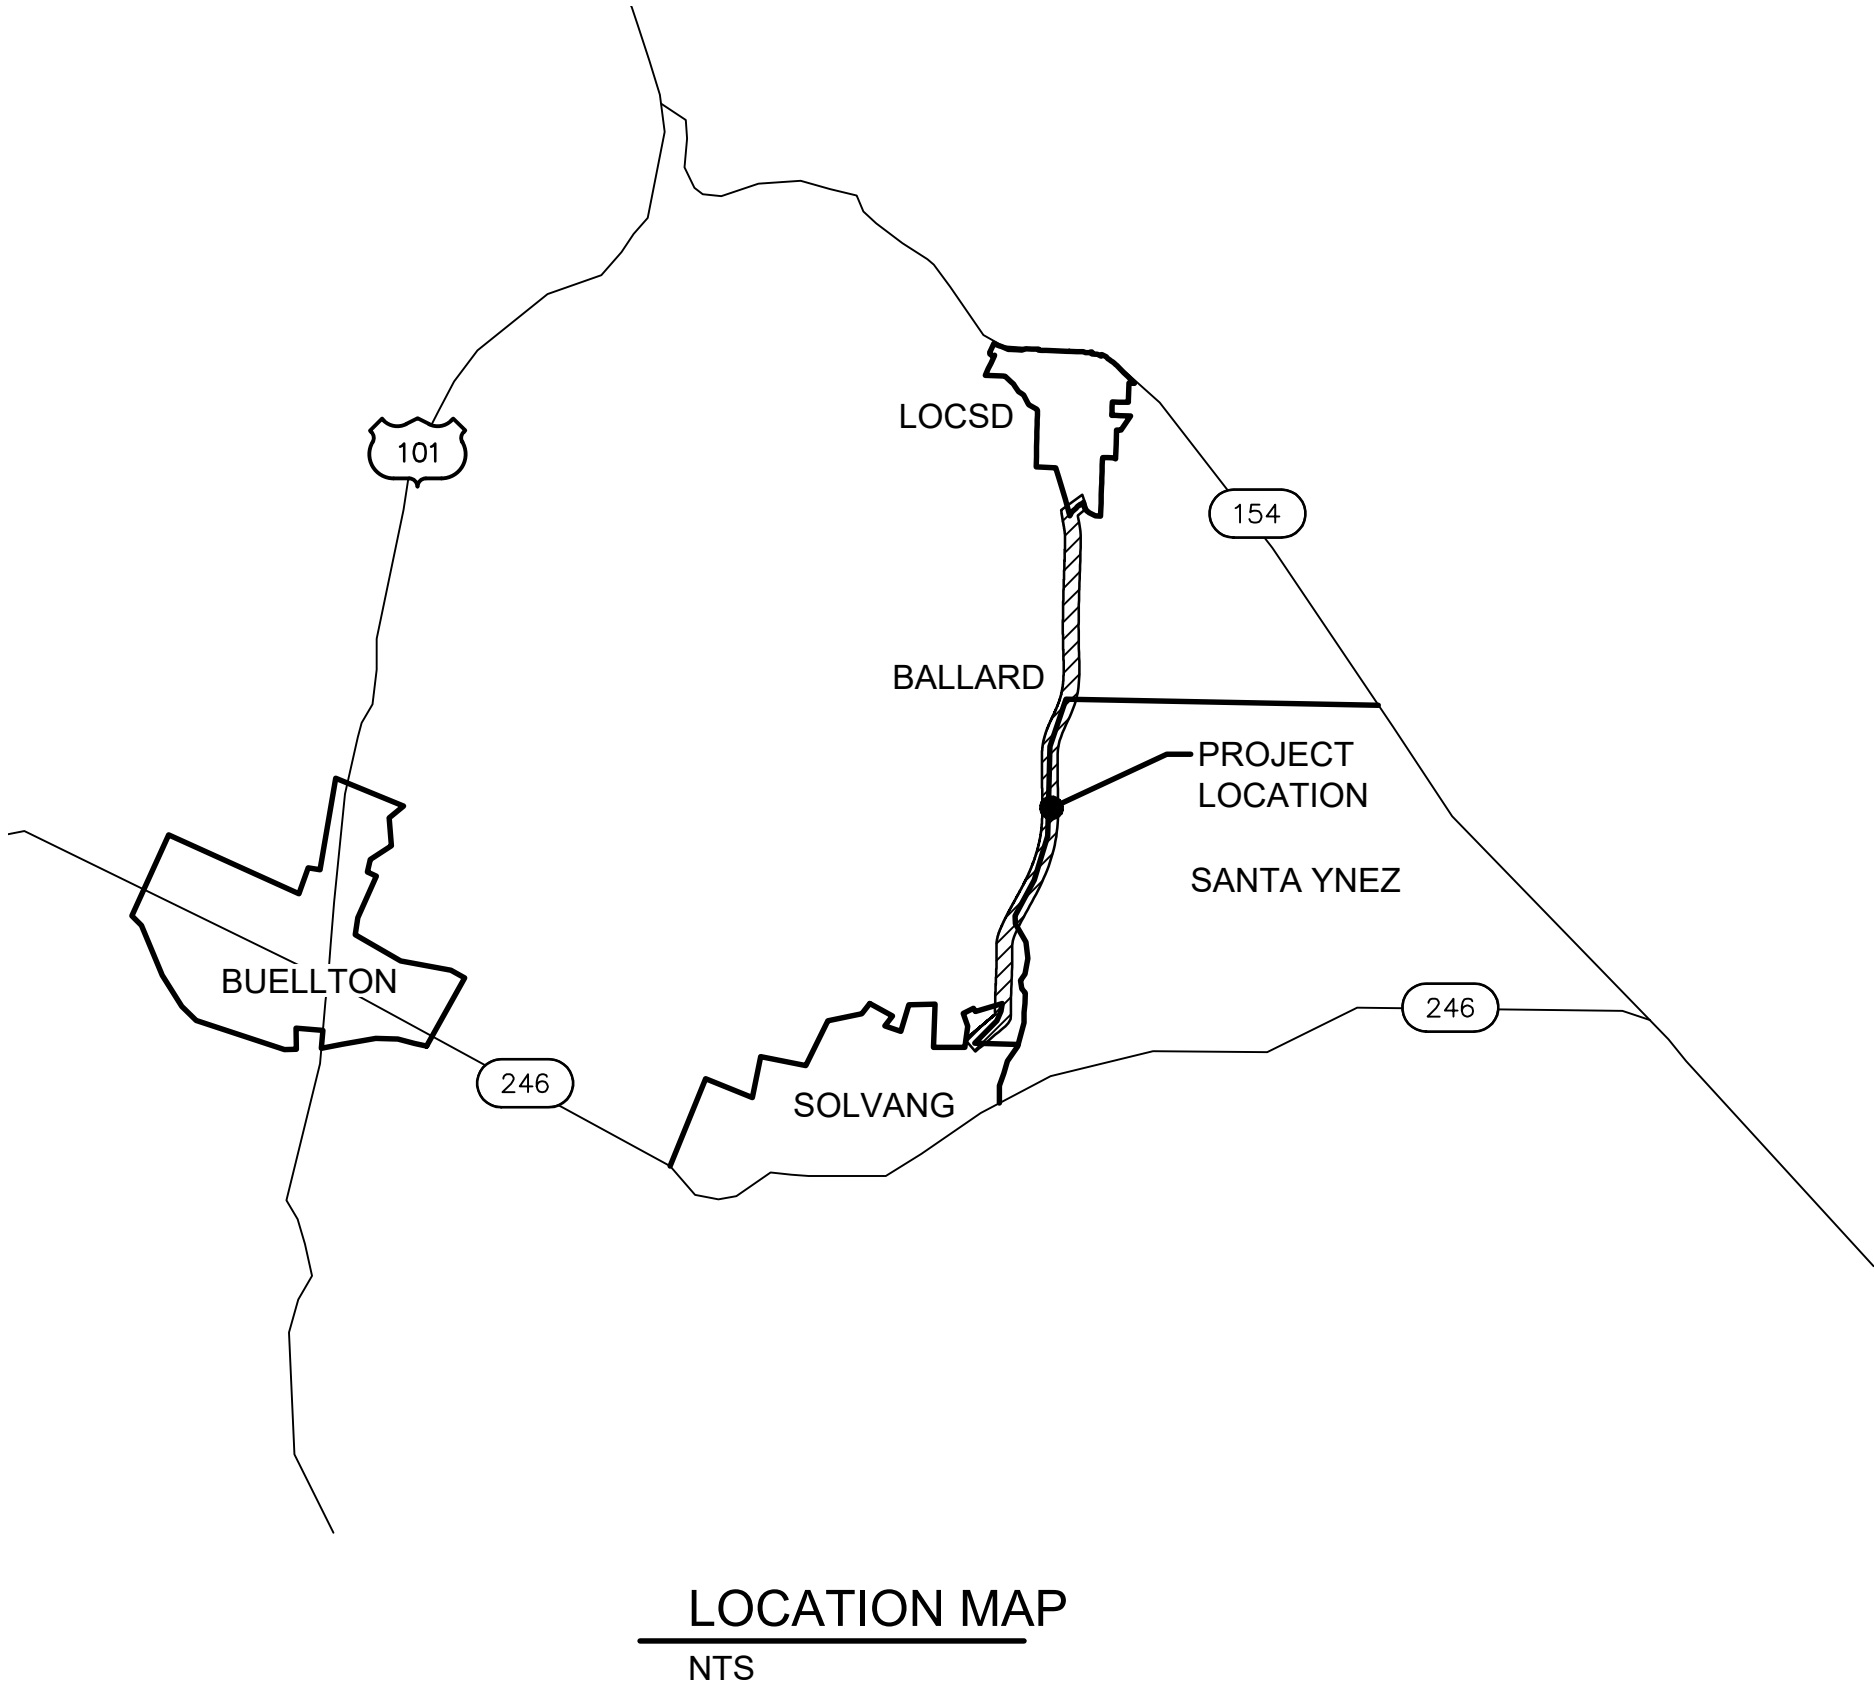 LOCSD
101
154
BALLARD
PROJECT
LOCATION
SANTA YNEZ
BUELLTON
246
246
SOLVANG
LOCATION MAP
NTS